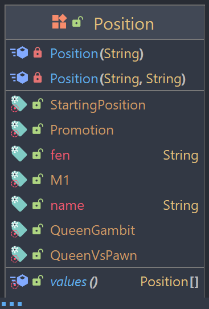 Position
Position(String)
Position(String, String)
StartingPosition
Promotion
fen String
M1
name String
QueenGambit
QueenVsPawn
values () Position[]